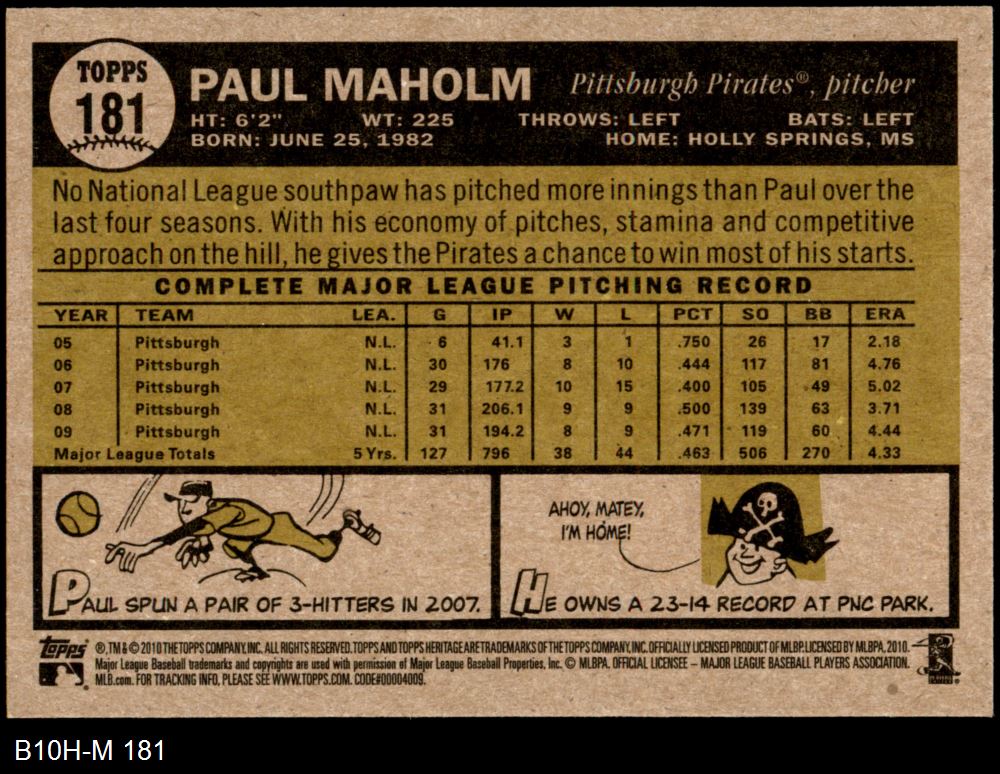 TOPPS
181
PAUL MAHOLM Pittsburgh Pirates®, pitcher
HT: 6'2" WT: 225 THROWS: LEFT BATS: LEFT
BORN: JUNE 25, 1982 HOME: HOLLY SPRINGS, MS
No National League southpaw has pitched more innings than Paul over the
last four seasons. With his economy of pitches, stamina and competitive
approach on the hill, he gives the Pirates a chance to win most of his starts.
COMPLETE MAJOR LEAGUE PITCHING RECORD
YEAR TEAM LEA. G IP W L PCT SO BB ERA
05 Pittsburgh N.L. 6 41.1 3 1 .750 26 17 2.18
06 Pittsburgh N.L. 30 176 8 10 .444 117 81 4.76
07 Pittsburgh N.L. 29 177.2 10 15 .400 105 49 5.02
08 Pittsburgh N.L. 31 206.1 9 9 .500 139 63 3.71
09 Pittsburgh N.L. 31 194.2 8 9 .471 119 60 4.44
Major League Totals 5 Yrs. 127 796 38 44 .463 506 270 4.33
PAUL SPUN A PAIR OF 3-HITTERS IN 2007.
AHOY, MATEY,
I'M HOME!
HE OWNS A 23-14 RECORD AT PNC PARK.
Topps ®, TM & © 2010 THE TOPPS COMPANY, INC. ALL RIGHTS RESERVED. TOPPS AND TOPPS HERITAGE ARE TRADEMARKS OF THE TOPPS COMPANY, INC. OFFICIALLY LICENSED PRODUCT OF MLBP. LICENSED BY MLBPA, 2010.
Major League Baseball trademarks and copyrights are used with permission of Major League Baseball Properties, Inc. © MLBPA. OFFICIAL LICENSEE – MAJOR LEAGUE BASEBALL PLAYERS ASSOCIATION.
MLB.com. FOR TRACKING INFO, PLEASE SEE WWW.TOPPS.COM. CODE#00004009.
B10H-M 181